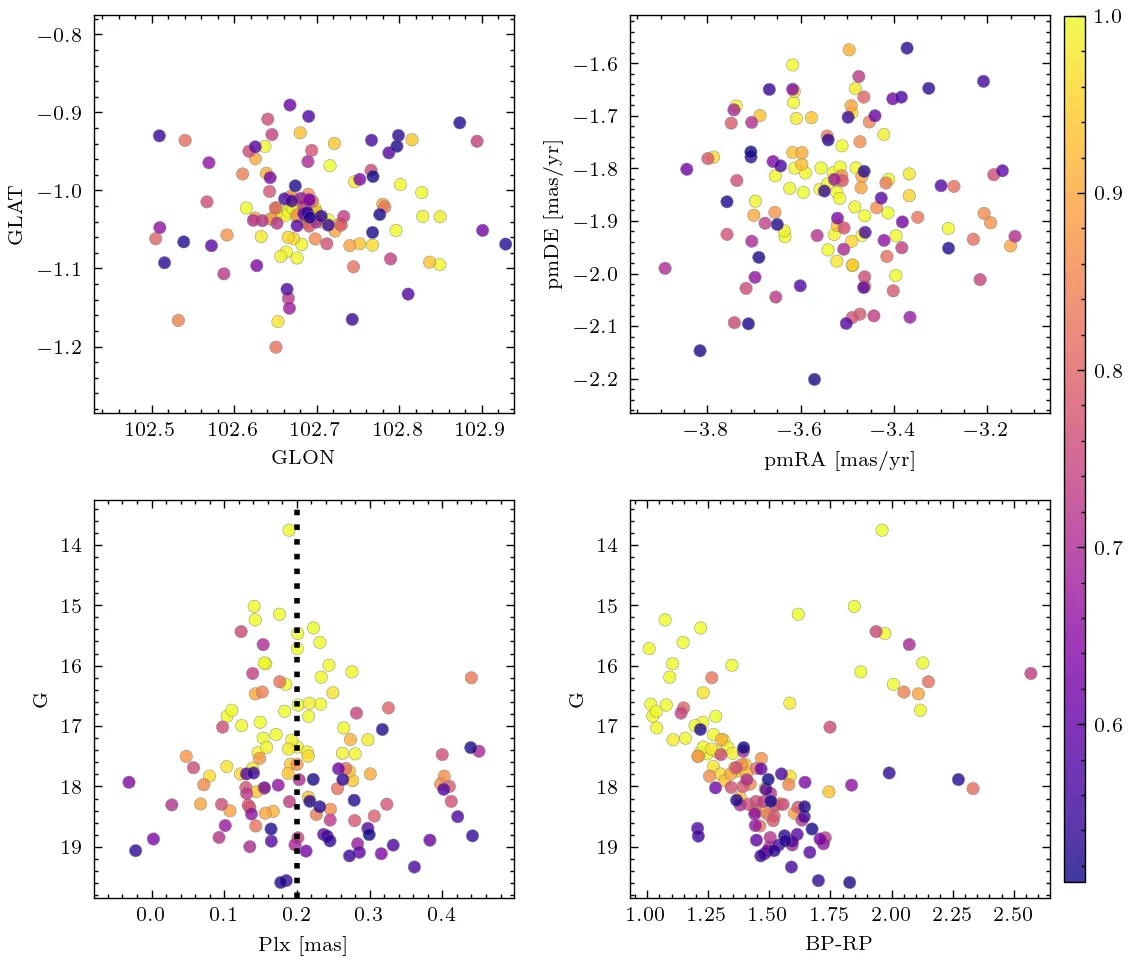 −0.8
−0.9
−1.0
−1.1
−1.2
GLAT
102.5 102.6 102.7 102.8 102.9
GLON
−1.6
−1.7
−1.8
−1.9
−2.0
−2.1
−2.2
pmDE [mas/yr]
−3.8 −3.6 −3.4 −3.2
pmRA [mas/yr]
1.0
0.9
0.8
0.7
0.6
14
15
16
17
18
19
G
0.0 0.1 0.2 0.3 0.4
Plx [mas]
14
15
16
17
18
19
G
1.00 1.25 1.50 1.75 2.00 2.25 2.50
BP-RP